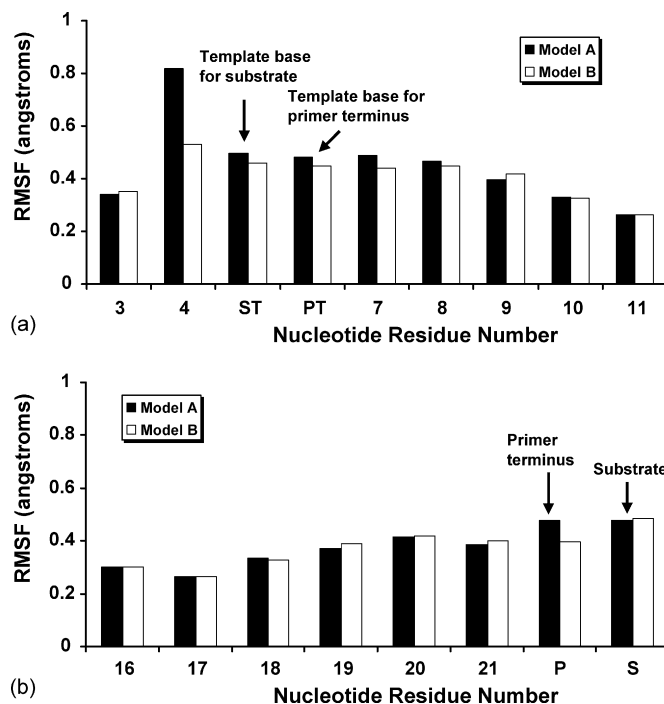 1
Template base
for substrate
Model A
Model B
0.8
Template base for
primer terminus
0.6
RMSF (angstroms)
0.4
0.2
0
3 4 ST PT 7 8 9 10 11
(a)
Nucleotide Residue Number
1
Model A
Model B
0.8
Primer
terminus
Substrate
0.6
RMSF (angstroms)
0.4
0.2
0
16 17 18 19 20 21 P S
(b)
Nucleotide Residue Number